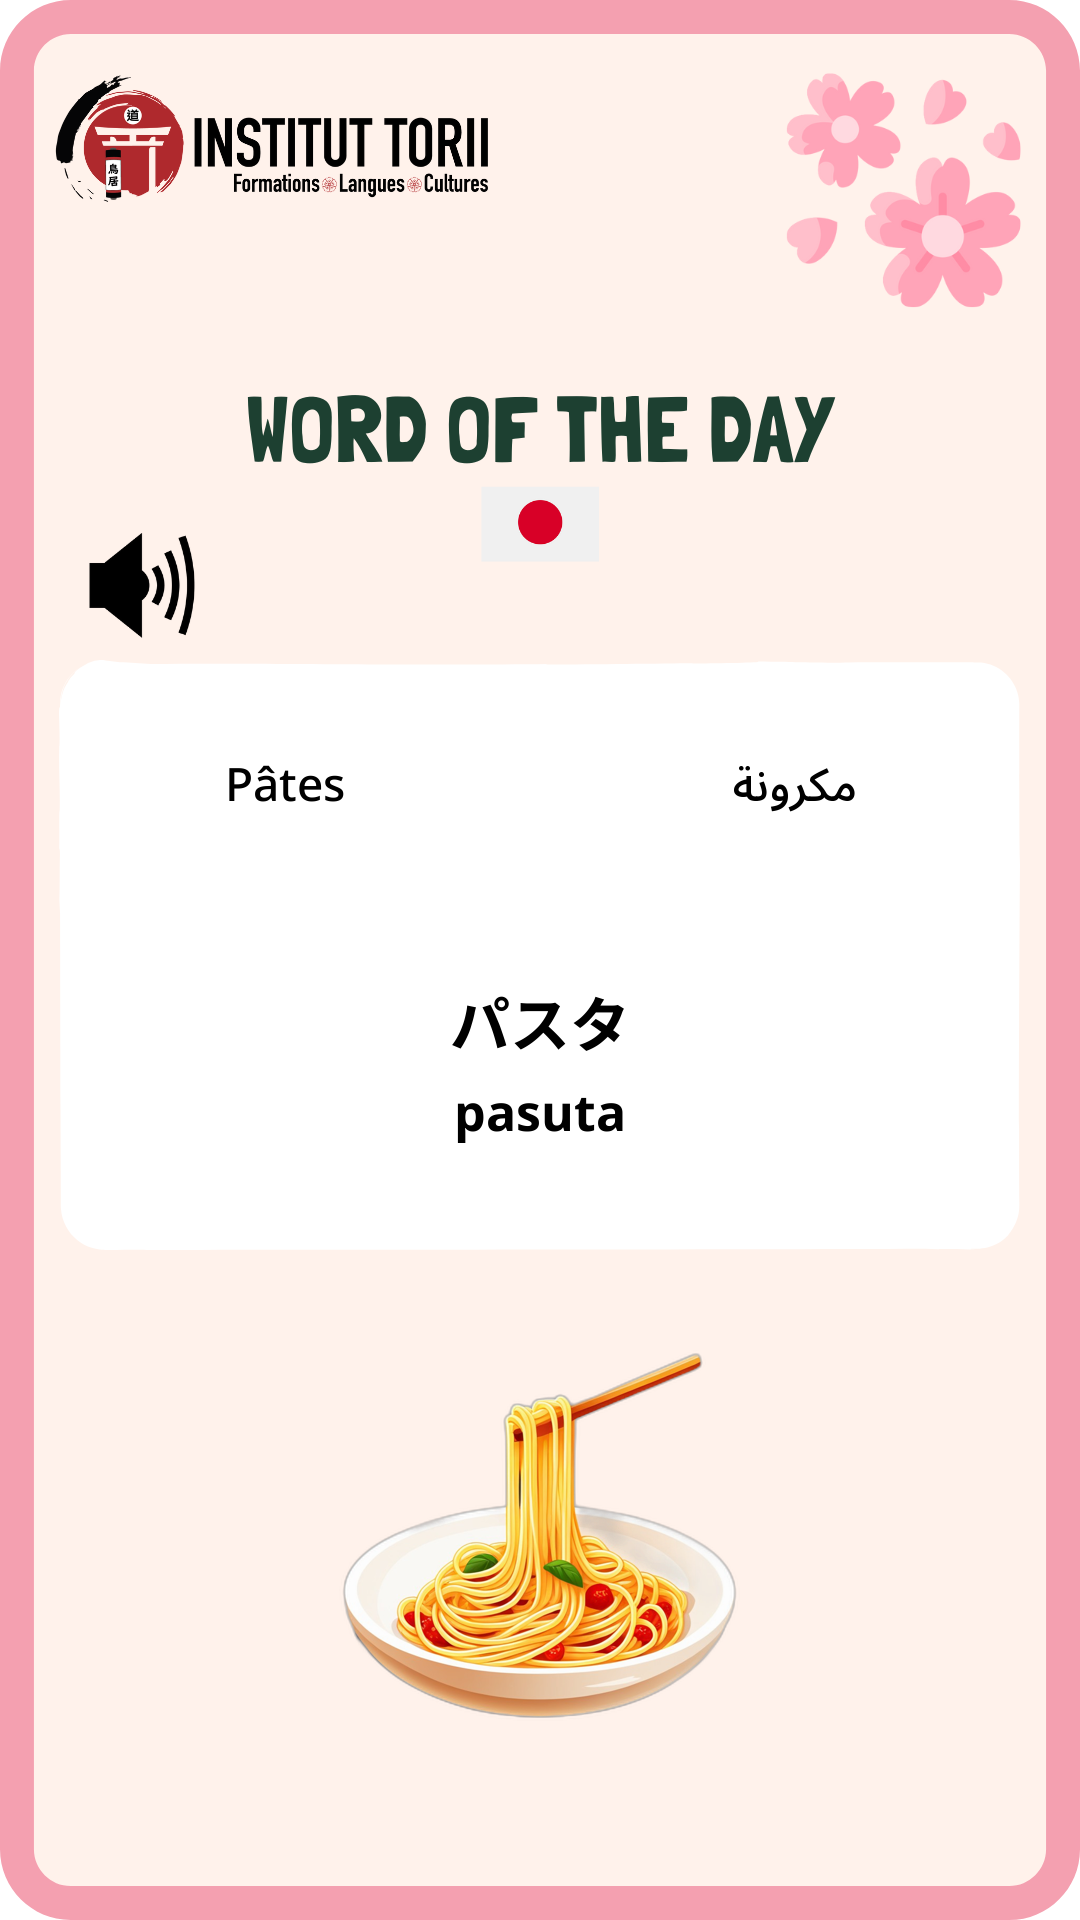 道
鳥居
INSTITUT TORII
Formations Langues Cultures
WORD OF THE DAY
Pâtes
مكرونة
パスタ
pasuta